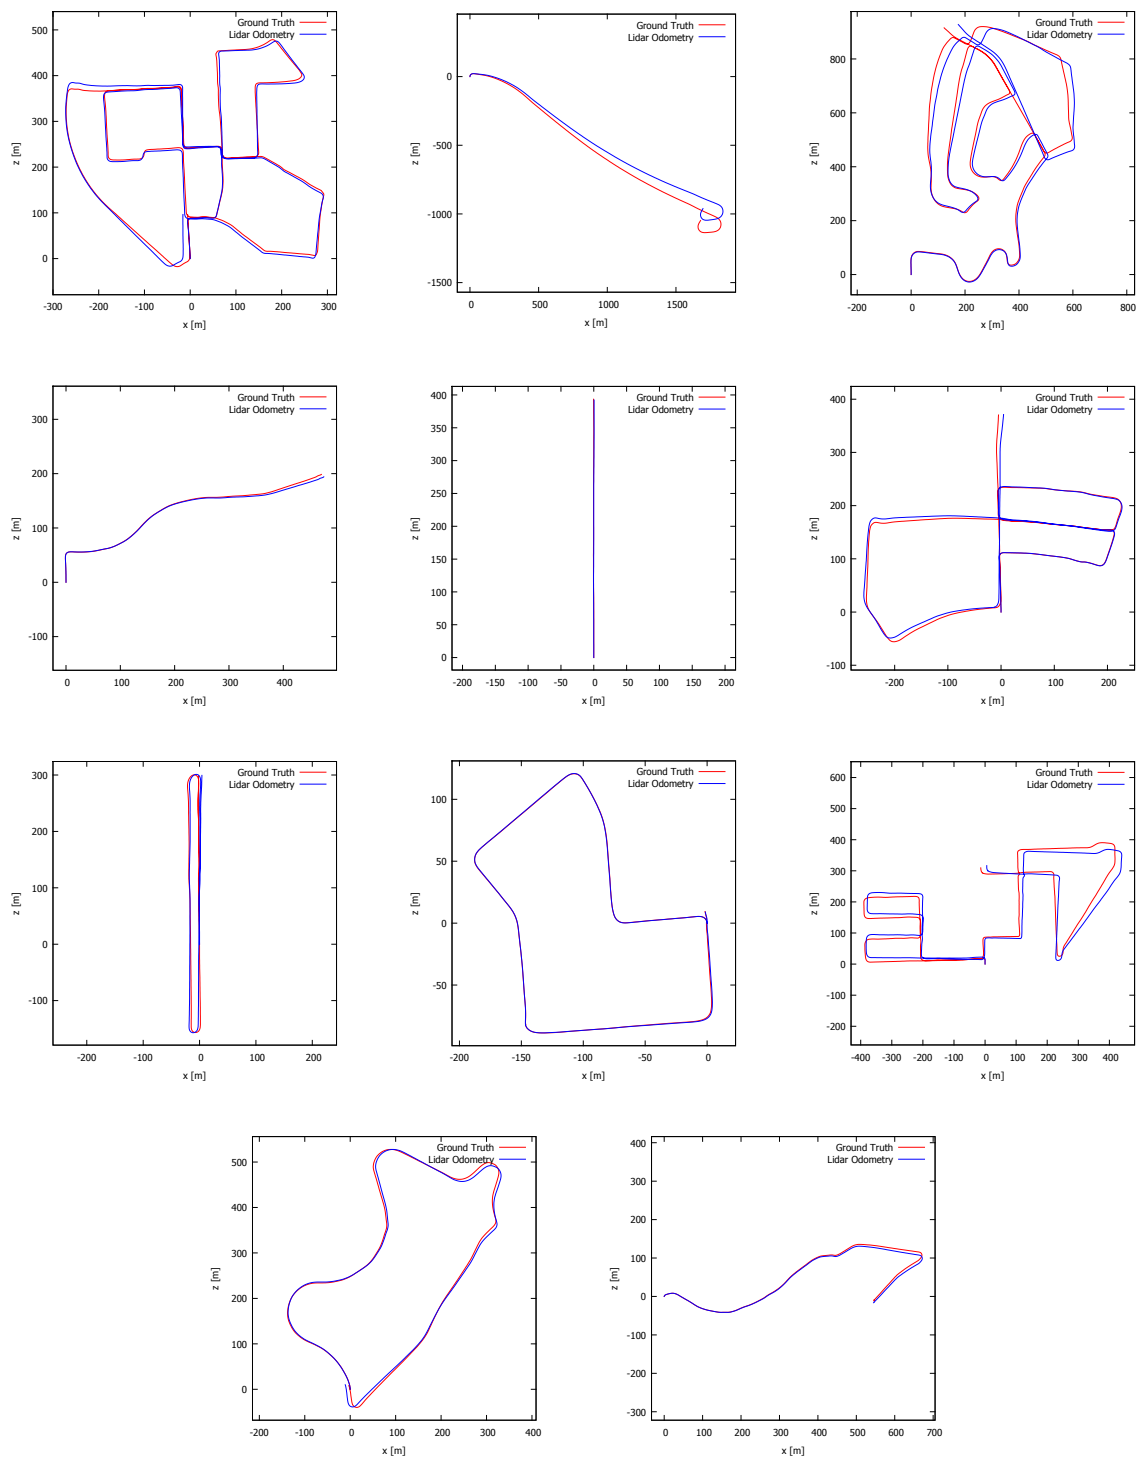 Ground Truth
Lidar Odometry
500
400
300
200
100
0
z [m]
-300 -200 -100 0 100 200 300
x [m]
Ground Truth
Lidar Odometry
0
-500
-1000
-1500
z [m]
0 500 1000 1500
x [m]
Ground Truth
Lidar Odometry
800
600
400
200
0
z [m]
-200 0 200 400 600 800
x [m]
Ground Truth
Lidar Odometry
300
200
100
0
-100
z [m]
0 100 200 300 400
x [m]
Ground Truth
Lidar Odometry
400
350
300
250
200
150
100
50
0
z [m]
-200 -150 -100 -50 0 50 100 150 200
x [m]
Ground Truth
Lidar Odometry
400
300
200
100
0
-100
z [m]
-200 -100 0 100 200
x [m]
Ground Truth
Lidar Odometry
300
200
100
0
-100
z [m]
-200 -100 0 100 200
x [m]
Ground Truth
Lidar Odometry
100
50
0
-50
z [m]
-200 -150 -100 -50 0
x [m]
Ground Truth
Lidar Odometry
600
500
400
300
200
100
0
-100
-200
z [m]
-400 -300 -200 -100 0 100 200 300 400
x [m]
Ground Truth
Lidar Odometry
500
400
300
200
100
0
z [m]
-200 -100 0 100 200 300 400
x [m]
Ground Truth
Lidar Odometry
400
300
200
100
0
-100
-200
-300
z [m]
0 100 200 300 400 500 600 700
x [m]